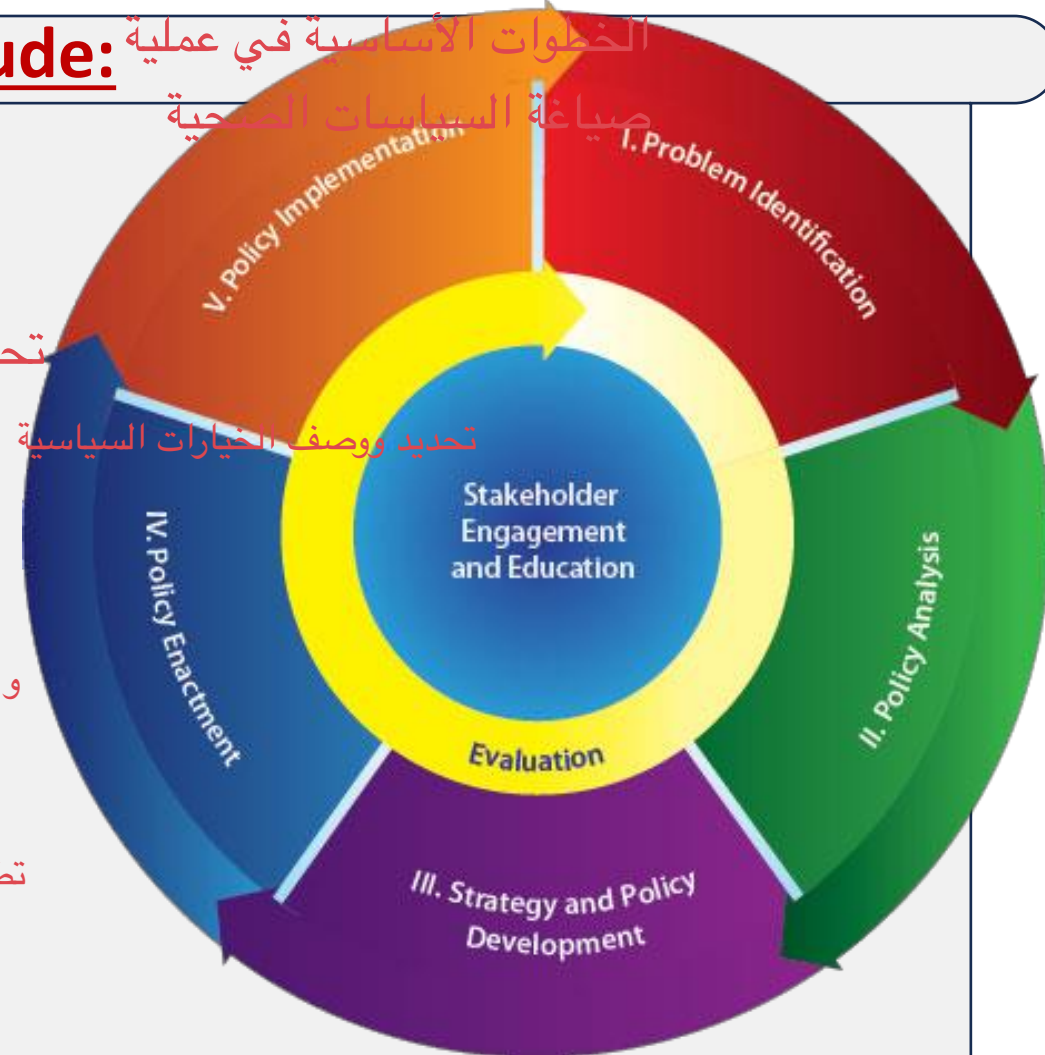 ude: الخطوات الأساسية في عملية
صياغة السياسات الصحية
I. Problem Identification
II. Policy Analysis
III. Strategy and Policy
Development
IV. Policy Enactment
V. Policy Implementation
Evaluation
Stakeholder
Engagement
and Education
تحديد ووصف الخيارات السياسية
و